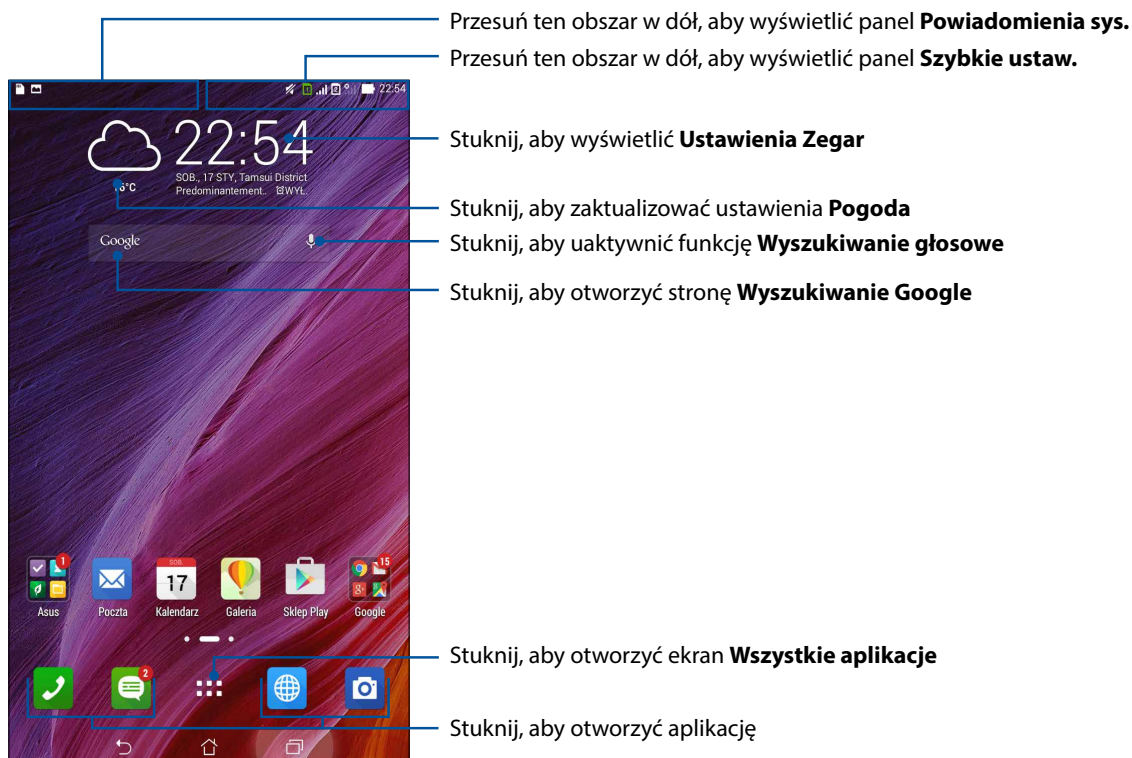 Przesuń ten obszar w dół, aby wyświetlić panel Powiadomienia sys.
Przesuń ten obszar w dół, aby wyświetlić panel Szybkie ustaw.
22:54
22:54
Stuknij, aby wyświetlić Ustawienia Zegar
SOB., 17 STY, Tamsui District
Predominantement.. WYŁ.
Stuknij, aby zaktualizować ustawienia Pogoda
Google
Stuknij, aby uaktywnić funkcję Wyszukiwanie głosowe
Stuknij, aby otworzyć stronę Wyszukiwanie Google
1
SOB.
17
15
Asus
Poczta
Kalendarz
Galeria
Sklep Play
Google
Stuknij, aby otworzyć ekran Wszystkie aplikacje
2
Stuknij, aby otworzyć aplikację